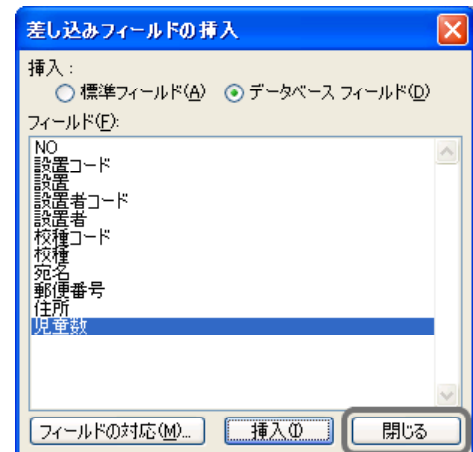 差し込みフィールドの挿入
挿入:
標準フィールド(A) データベース フィールド(D)
フィールド(F):
NO
設置コード
設置
設置者コード
設置者
校種コード
校種
宛名
郵便番号
住所
児童数
フィールドの対応(M)... 挿入(I) 閉じる